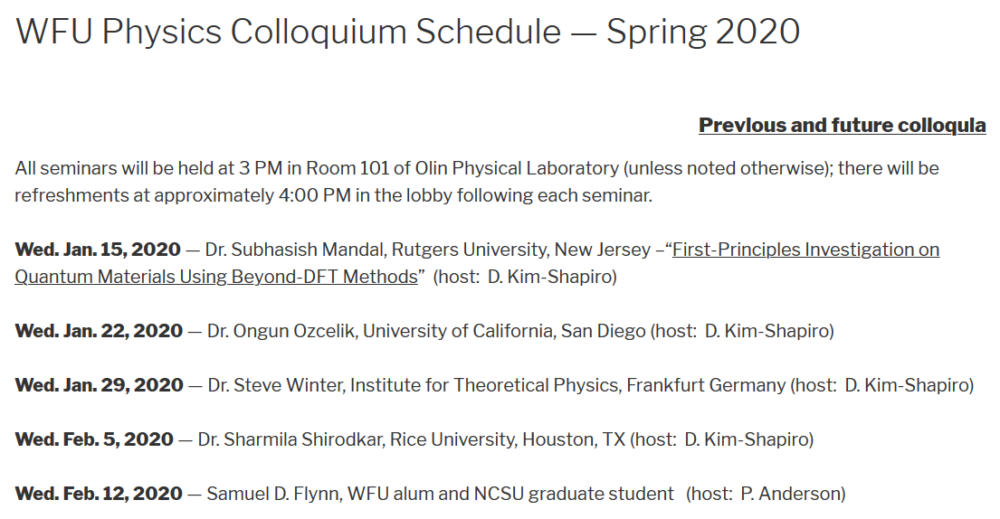 WFU Physics Colloquium Schedule — Spring 2020
Previous and future colloquia
All seminars will be held at 3 PM in Room 101 of Olin Physical Laboratory (unless noted otherwise); there will be
refreshments at approximately 4:00 PM in the lobby following each seminar.
Wed. Jan. 15, 2020 — Dr. Subhasish Mandal, Rutgers University, New Jersey –“First-Principles Investigation on
Quantum Materials Using Beyond-DFT Methods”  (host:  D. Kim-Shapiro)
Wed. Jan. 22, 2020 — Dr. Ongun Ozcelik, University of California, San Diego (host:  D. Kim-Shapiro)
Wed. Jan. 29, 2020 — Dr. Steve Winter, Institute for Theoretical Physics, Frankfurt Germany (host:  D. Kim-Shapiro)
Wed. Feb. 5, 2020 — Dr. Sharmila Shirodkar, Rice University, Houston, TX (host:  D. Kim-Shapiro)
Wed. Feb. 12, 2020 — Samuel D. Flynn, WFU alum and NCSU graduate student   (host:  P. Anderson)